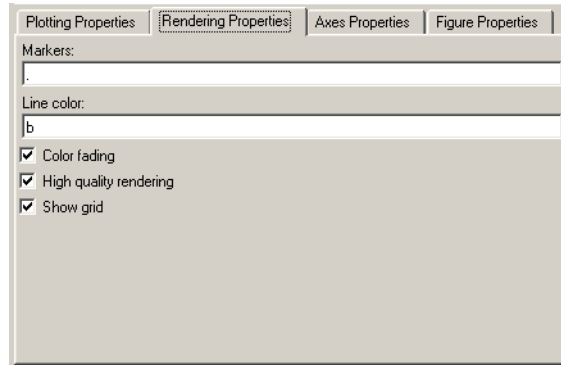 Plotting Properties Rendering Properties Axes Properties Figure Properties
Markers:
.
Line color:
b
Color fading
High quality rendering
Show grid